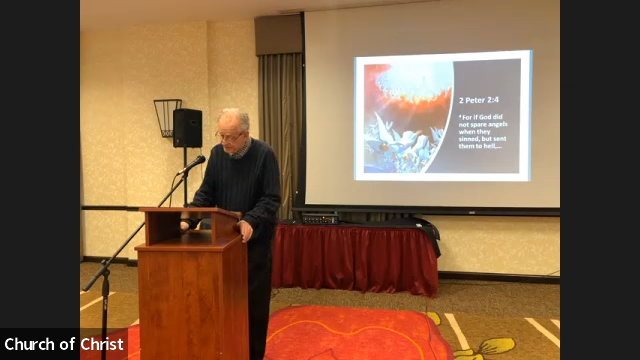 2 Peter 2:4
4 For if God did
not spare angels
when they
sinned, but sent
them to hell,...
Church of Christ